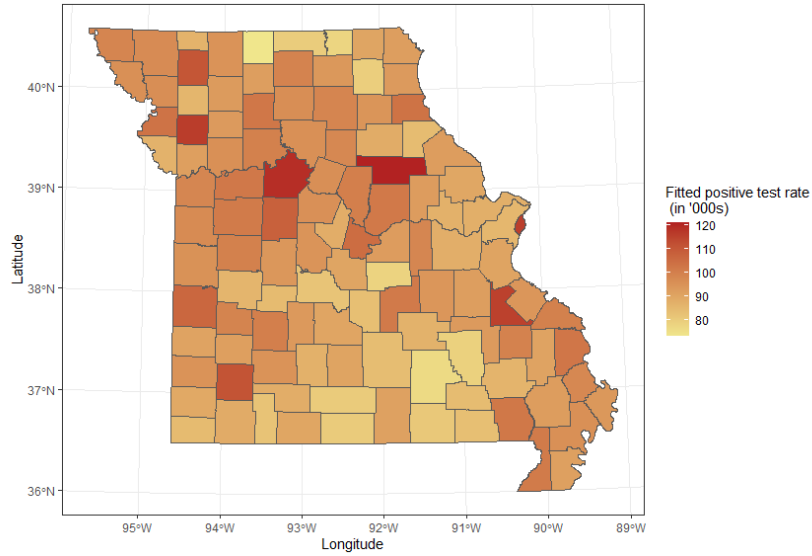 40°N
39°N
38°N
37°N
36°N
Latitude
95°W
94°W
93°W
92°W
91°W
90°W
89°W
Longitude
Fitted positive test rate
(in '000s)
120
110
100
90
80